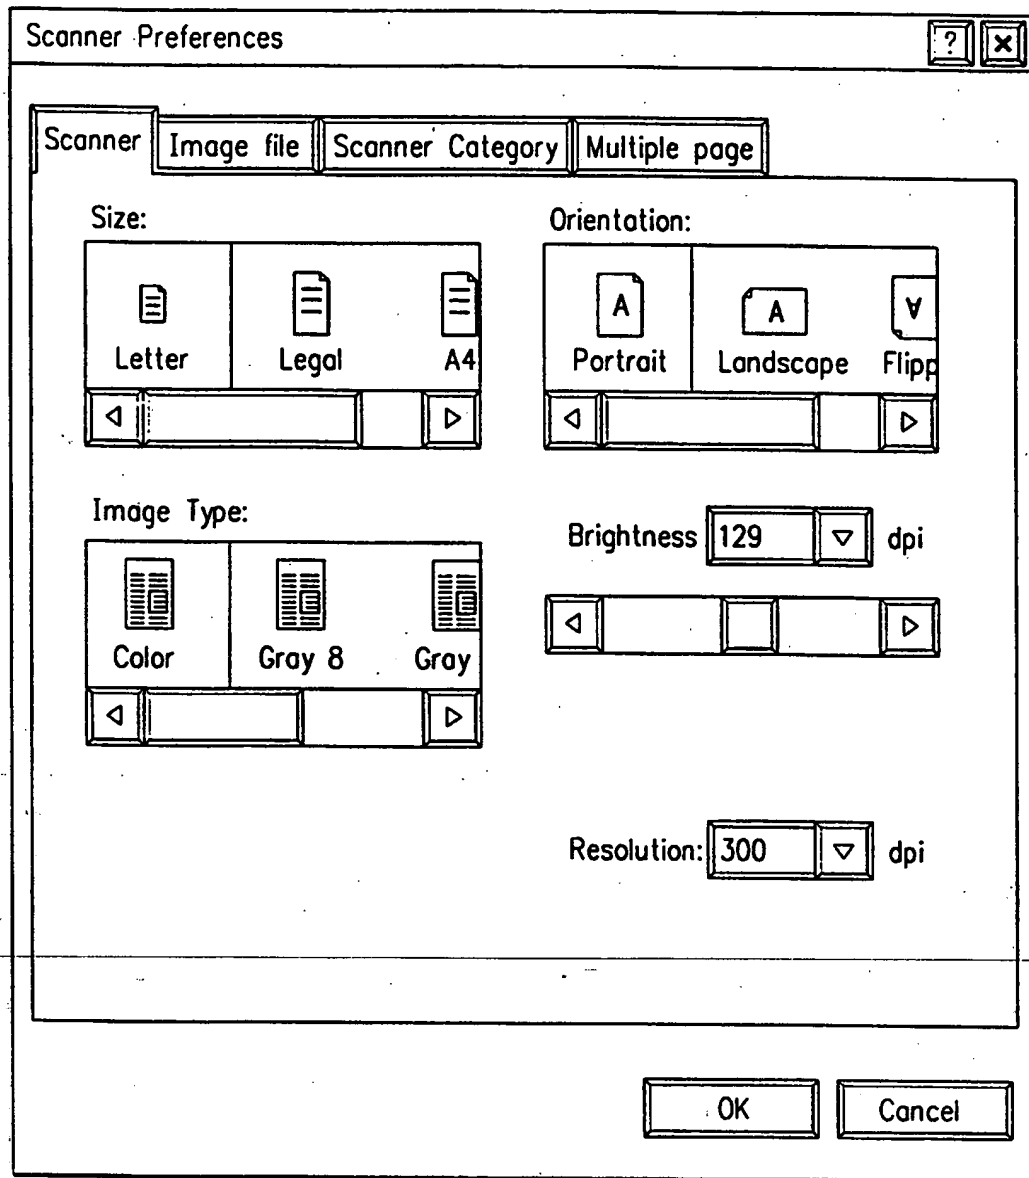 Scanner Preferences ?
Scanner Image file Scanner Category Multiple page
Size: Orientation:
A A A
Letter Legal A4 Portrait Landscape Flipp
Image Type:
Brightness 129 dpi
Color Gray 8 Gray
Resolution: 300 dpi
OK Cancel